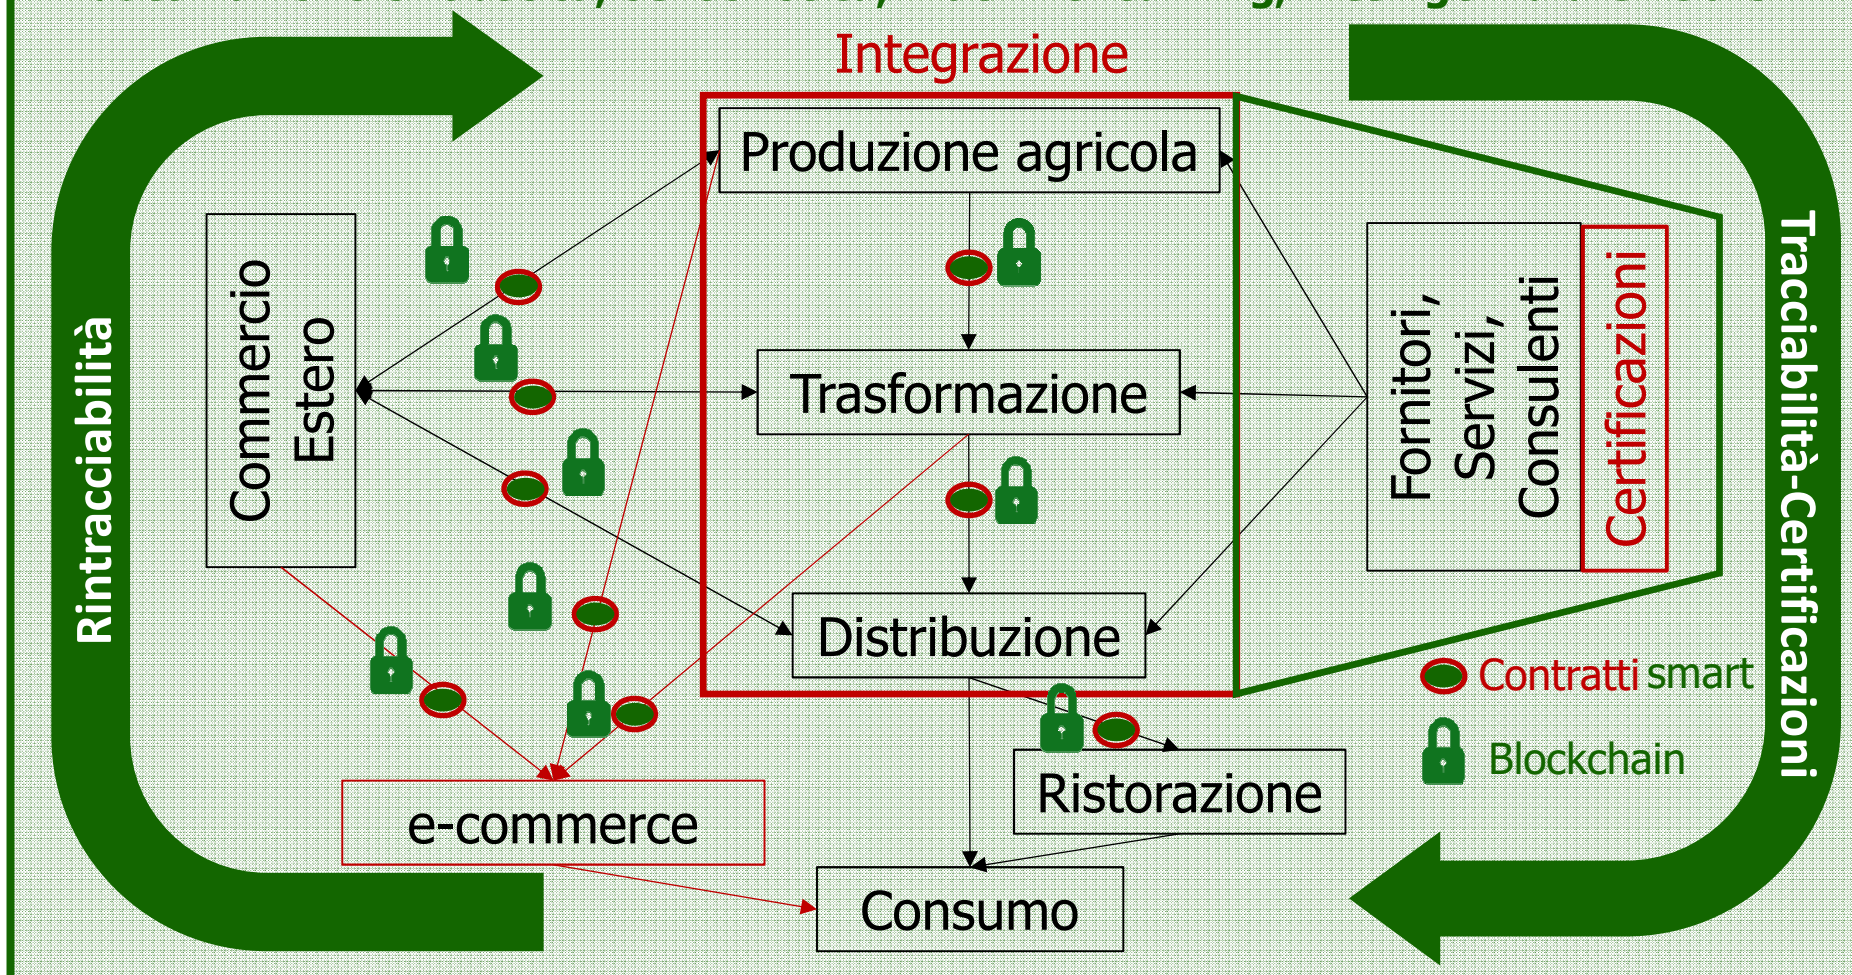 Integrazione
Produzione agricola
Commercio
Estero
Trasformazione
Fornitori,
Servizi,
Consulenti
Certificazioni
Rintracciabilità
Tracciabilità-Certificazioni
Distribuzione
Contratti smart
Blockchain
Ristorazione
e-commerce
Consumo